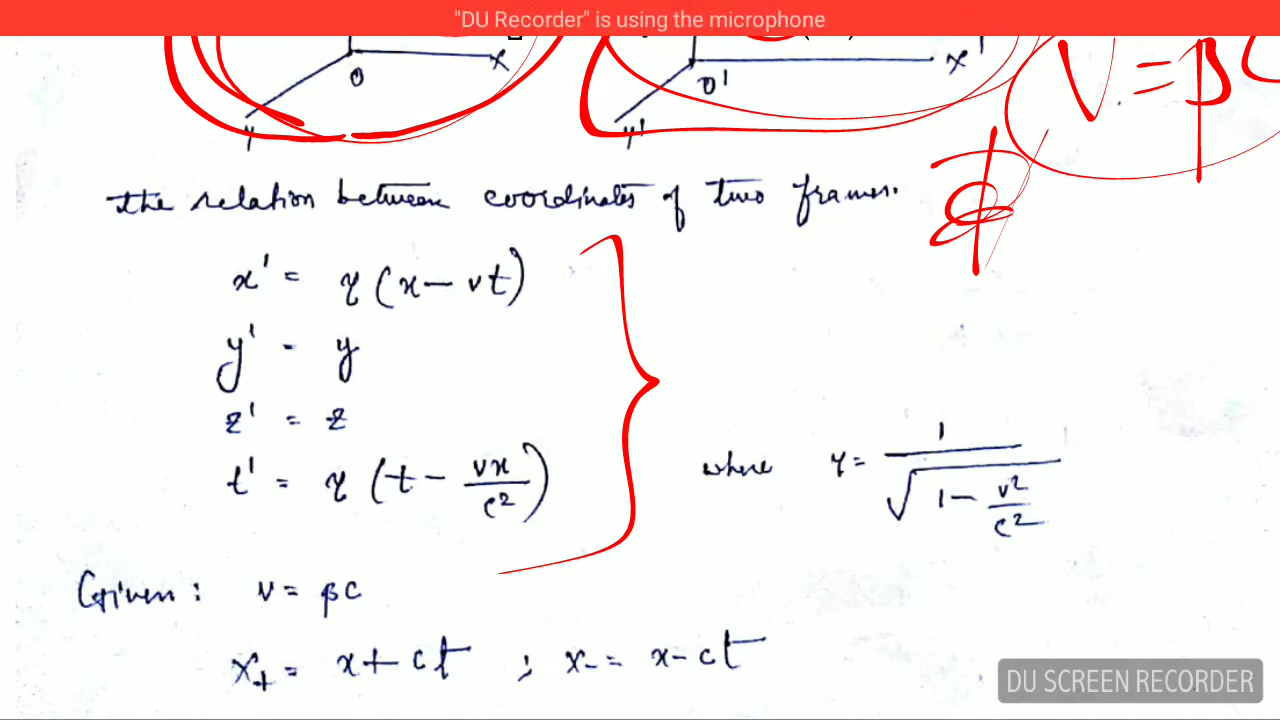 "DU Recorder" is using the microphone
O X O' X' V = β C
Y Y'
the relation between coordinates of two frames.
x' = γ (x - vt)
y' = y
z' = z
t' = γ (t - vx/c²) where γ = 1/√(1 - v²/c²)
Given: v = βc
x₊ = x + ct ; x₋ = x - ct
DU SCREEN RECORDER